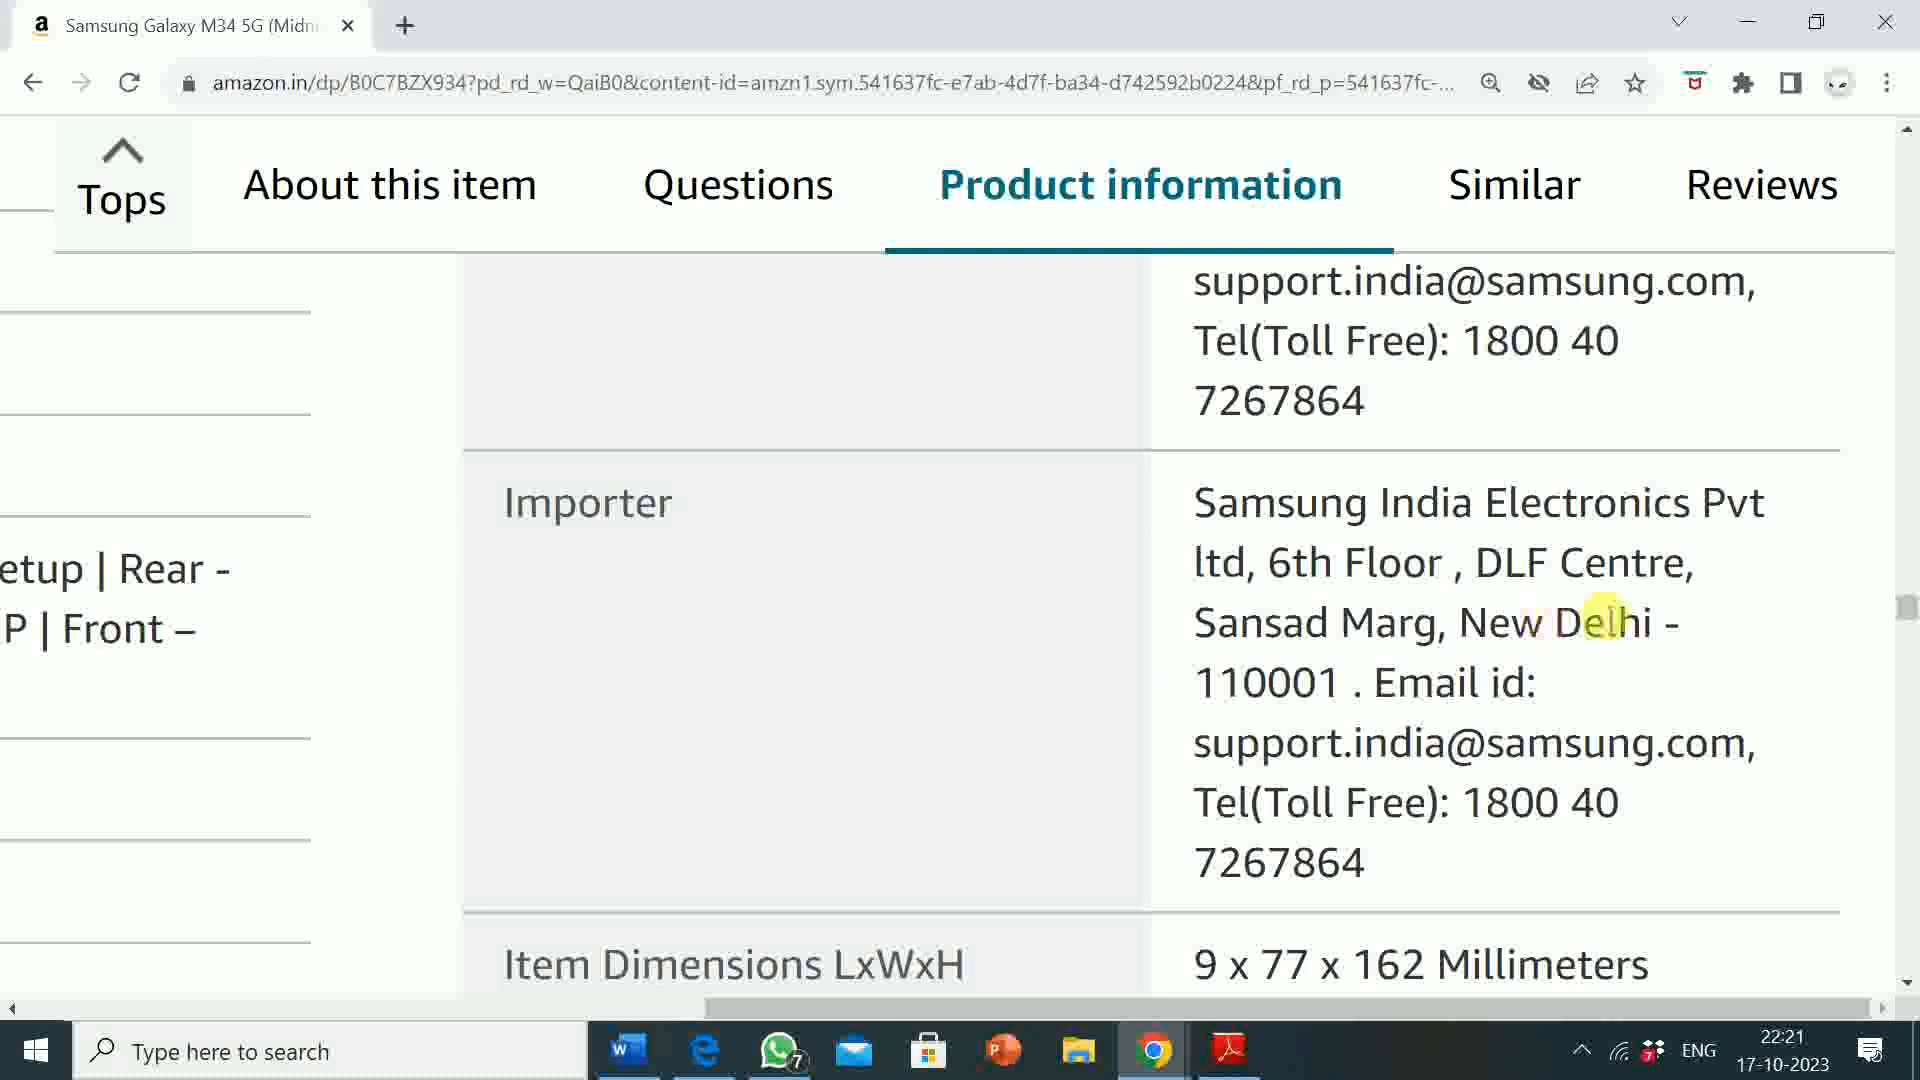 Samsung Galaxy M34 5G (Midni
amazon.in/dp/B0C7BZX934?pd_rd_w=QaiB0&content-id=amzn1.sym.541637fc-e7ab-4d7f-ba34-d742592b0224&pf_rd_p=541637fc-...
Tops
About this item
Questions
Product information
Similar
Reviews
support.india@samsung.com,
Tel(Toll Free): 1800 40
7267864
etup | Rear -
P | Front –
Importer
Samsung India Electronics Pvt
ltd, 6th Floor , DLF Centre,
Sansad Marg, New Delhi -
110001 . Email id:
support.india@samsung.com,
Tel(Toll Free): 1800 40
7267864
Item Dimensions LxWxH
9 x 77 x 162 Millimeters
Type here to search
7
7
ENG
22:21
17-10-2023